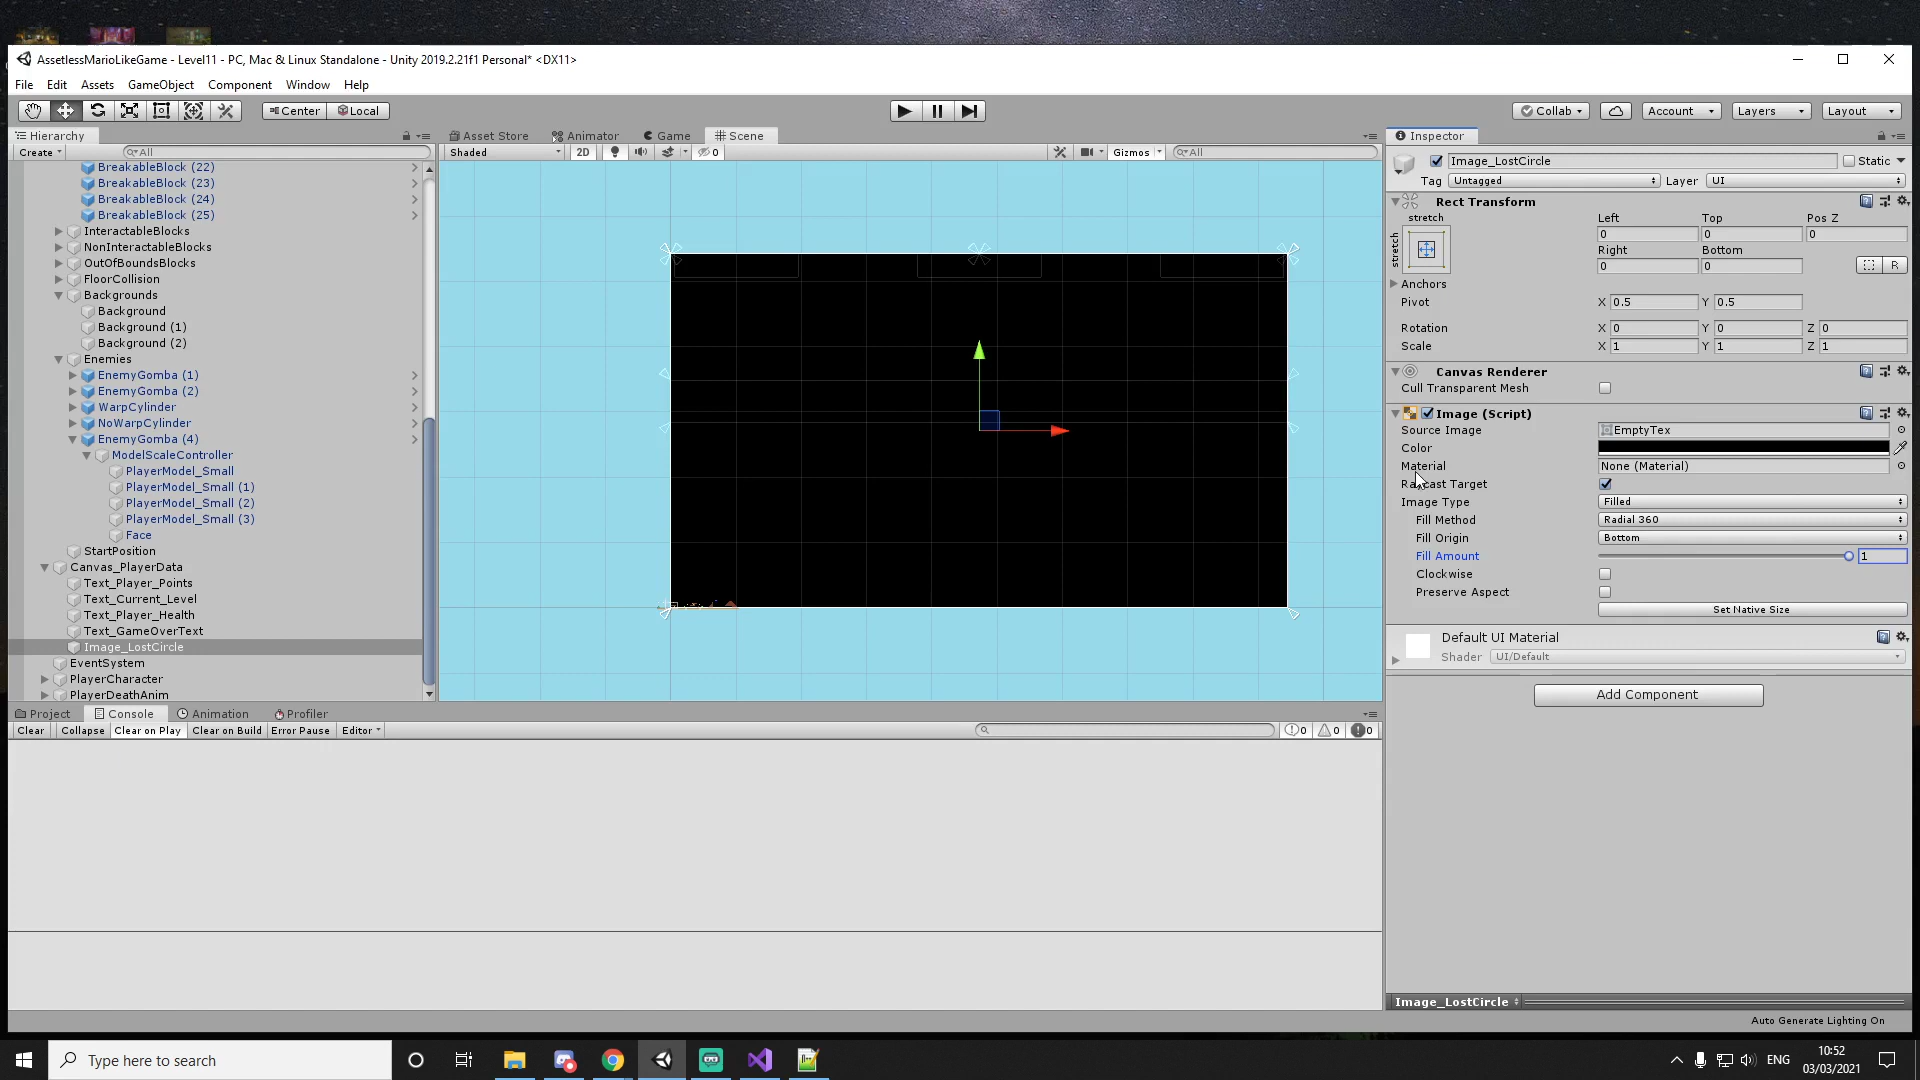 AssetlessMarioLikeGame - Level11 - PC, Mac & Linux Standalone - Unity 2019.2.21f1 Personal* <DX11>
File Edit Assets GameObject Component Window Help
Center Local Collab Account Layers Layout
Hierarchy
Create All
BreakableBlock (22)
BreakableBlock (23)
BreakableBlock (24)
BreakableBlock (25)
InteractableBlocks
NonInteractableBlocks
OutOfBoundsBlocks
FloorCollision
Backgrounds
Background
Background (1)
Background (2)
Enemies
EnemyGomba (1)
EnemyGomba (2)
WarpCylinder
NoWarpCylinder
EnemyGomba (4)
ModelScaleController
PlayerModel_Small
PlayerModel_Small (1)
PlayerModel_Small (2)
PlayerModel_Small (3)
Face
StartPosition
Canvas_PlayerData
Text_Player_Points
Text_Current_Level
Text_Player_Health
Text_GameOverText
Image_LostCircle
EventSystem
PlayerCharacter
PlayerDeathAnim
Asset Store Animator Game Scene
Shaded 2D 0 Gizmos All
Inspector
Image_LostCircle Static
Tag Untagged Layer UI
Rect Transform
stretch
stretch
Left Top Pos Z
0 0 0
Right Bottom
0 0 R
Anchors
Pivot X 0.5 Y 0.5
Rotation X 0 Y 0 Z 0
Scale X 1 Y 1 Z 1
Canvas Renderer
Cull Transparent Mesh
Image (Script)
Source Image EmptyTex
Color
Material None (Material)
Target
Image Type Filled
Fill Method Radial 360
Fill Origin Bottom
Fill Amount 1
Clockwise
Preserve Aspect
Set Native Size
Default UI Material
Shader UI/Default
Add Component
Image_LostCircle
Project Console Animation Profiler
Clear Collapse Clear on Play Clear on Build Error Pause Editor 0 0 0
Auto Generate Lighting On
Type here to search
ENG
10:52
03/03/2021